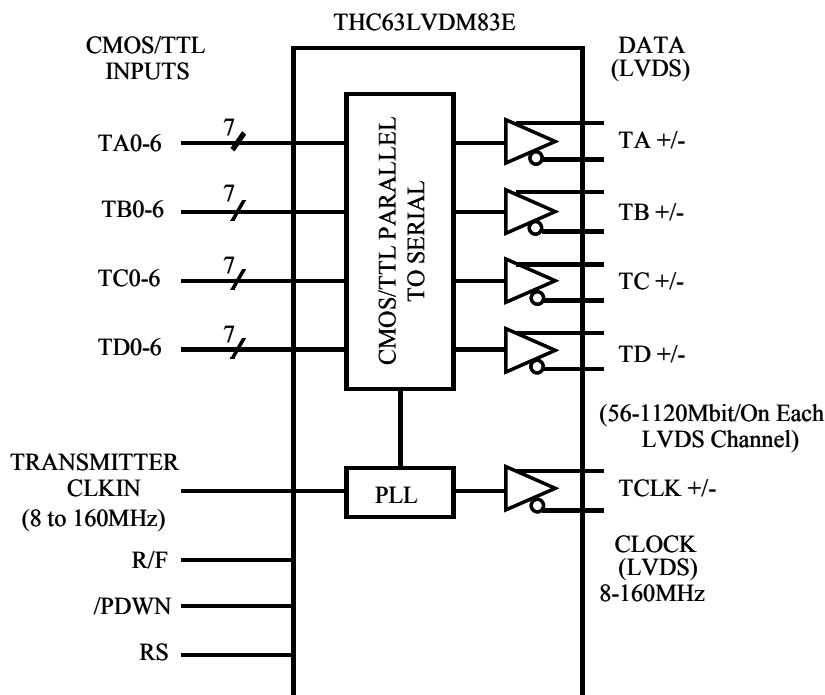 THC63LVDM83E
CMOS/TTL
INPUTS
DATA
(LVDS)
TA0-6
7
TA +/-
TB0-6
7
TB +/-
TC0-6
7
TC +/-
TD0-6
7
TD +/-
CMOS/TTL PARALLEL
TO SERIAL
(56-1120Mbit/On Each
LVDS Channel)
TRANSMITTER
CLKIN
(8 to 160MHz)
PLL
TCLK +/-
CLOCK
(LVDS)
8-160MHz
R/F
/PDWN
RS